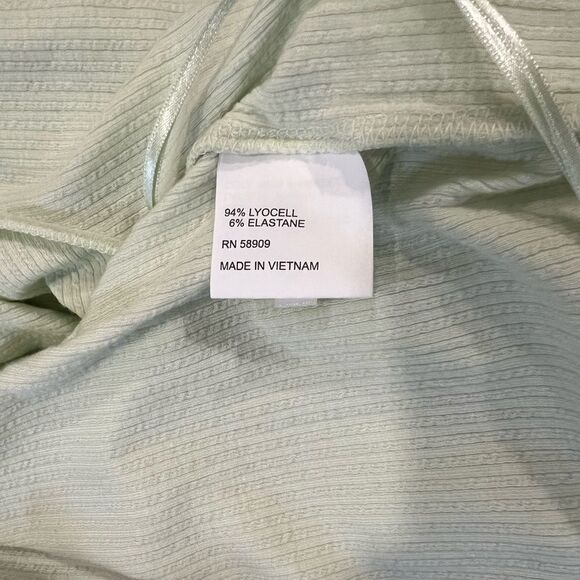 94% LYOCELL
6% ELASTANE
RN 58909
MADE IN VIETNAM